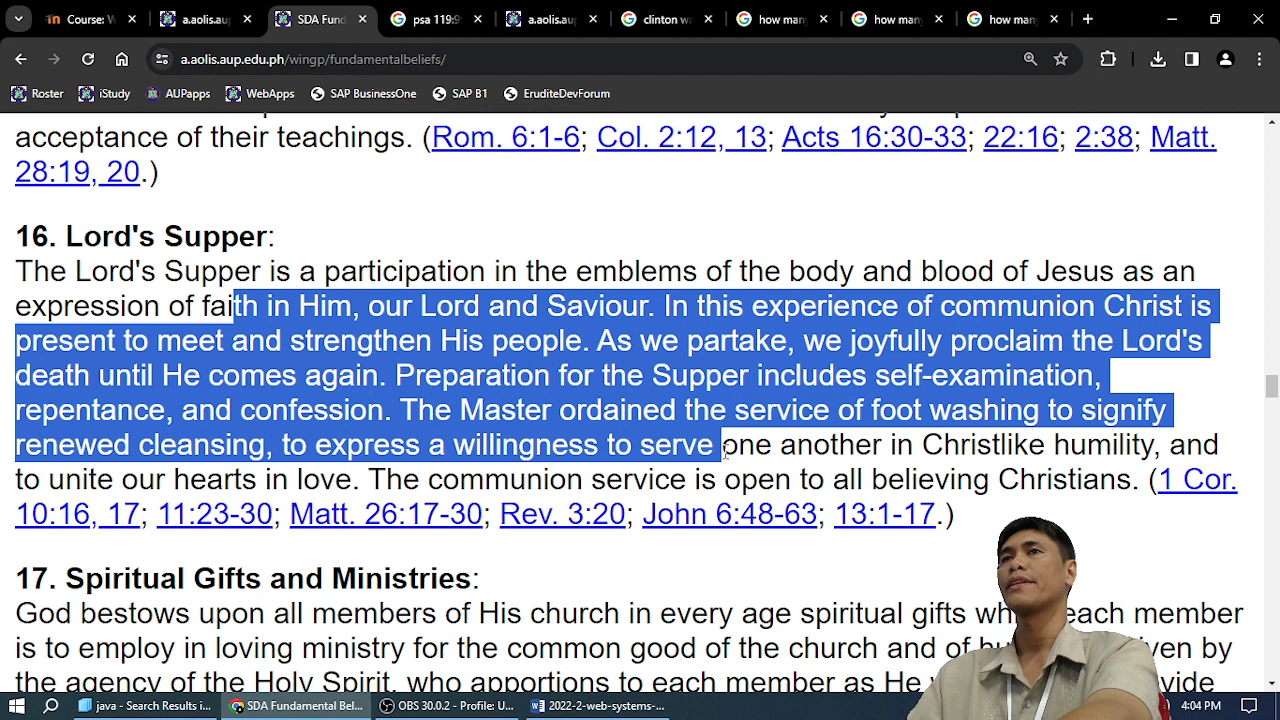 Course: W
a.aolis.aup
SDA Fund
psa 119:9
a.aolis.aup
clinton w
how man
how man
how man
a.aolis.aup.edu.ph/wingp/fundamentalbeliefs/
Roster
iStudy
AUPapps
WebApps
SAP BusinessOne
SAP B1
EruditeDevForum
acceptance of their teachings. (Rom. 6:1-6; Col. 2:12, 13; Acts 16:30-33; 22:16; 2:38; Matt.
28:19, 20.)
16. Lord's Supper:
The Lord's Supper is a participation in the emblems of the body and blood of Jesus as an
expression of faith in Him, our Lord and Saviour. In this experience of communion Christ is
present to meet and strengthen His people. As we partake, we joyfully proclaim the Lord's
death until He comes again. Preparation for the Supper includes self-examination,
repentance, and confession. The Master ordained the service of foot washing to signify
renewed cleansing, to express a willingness to serve one another in Christlike humility, and
to unite our hearts in love. The communion service is open to all believing Christians. (1 Cor.
10:16, 17; 11:23-30; Matt. 26:17-30; Rev. 3:20; John 6:48-63; 13:1-17.)
17. Spiritual Gifts and Ministries:
God bestows upon all members of His church in every age spiritual gifts each member
is to employ in loving ministry for the common good of the church and of
the agency of the Holy Spirit, who apportions to each member as He
java - Search Results i...
SDA Fundamental Bel...
OBS 30.0.2 - Profile: U...
2022-2-web-systems-...
4:04 PM